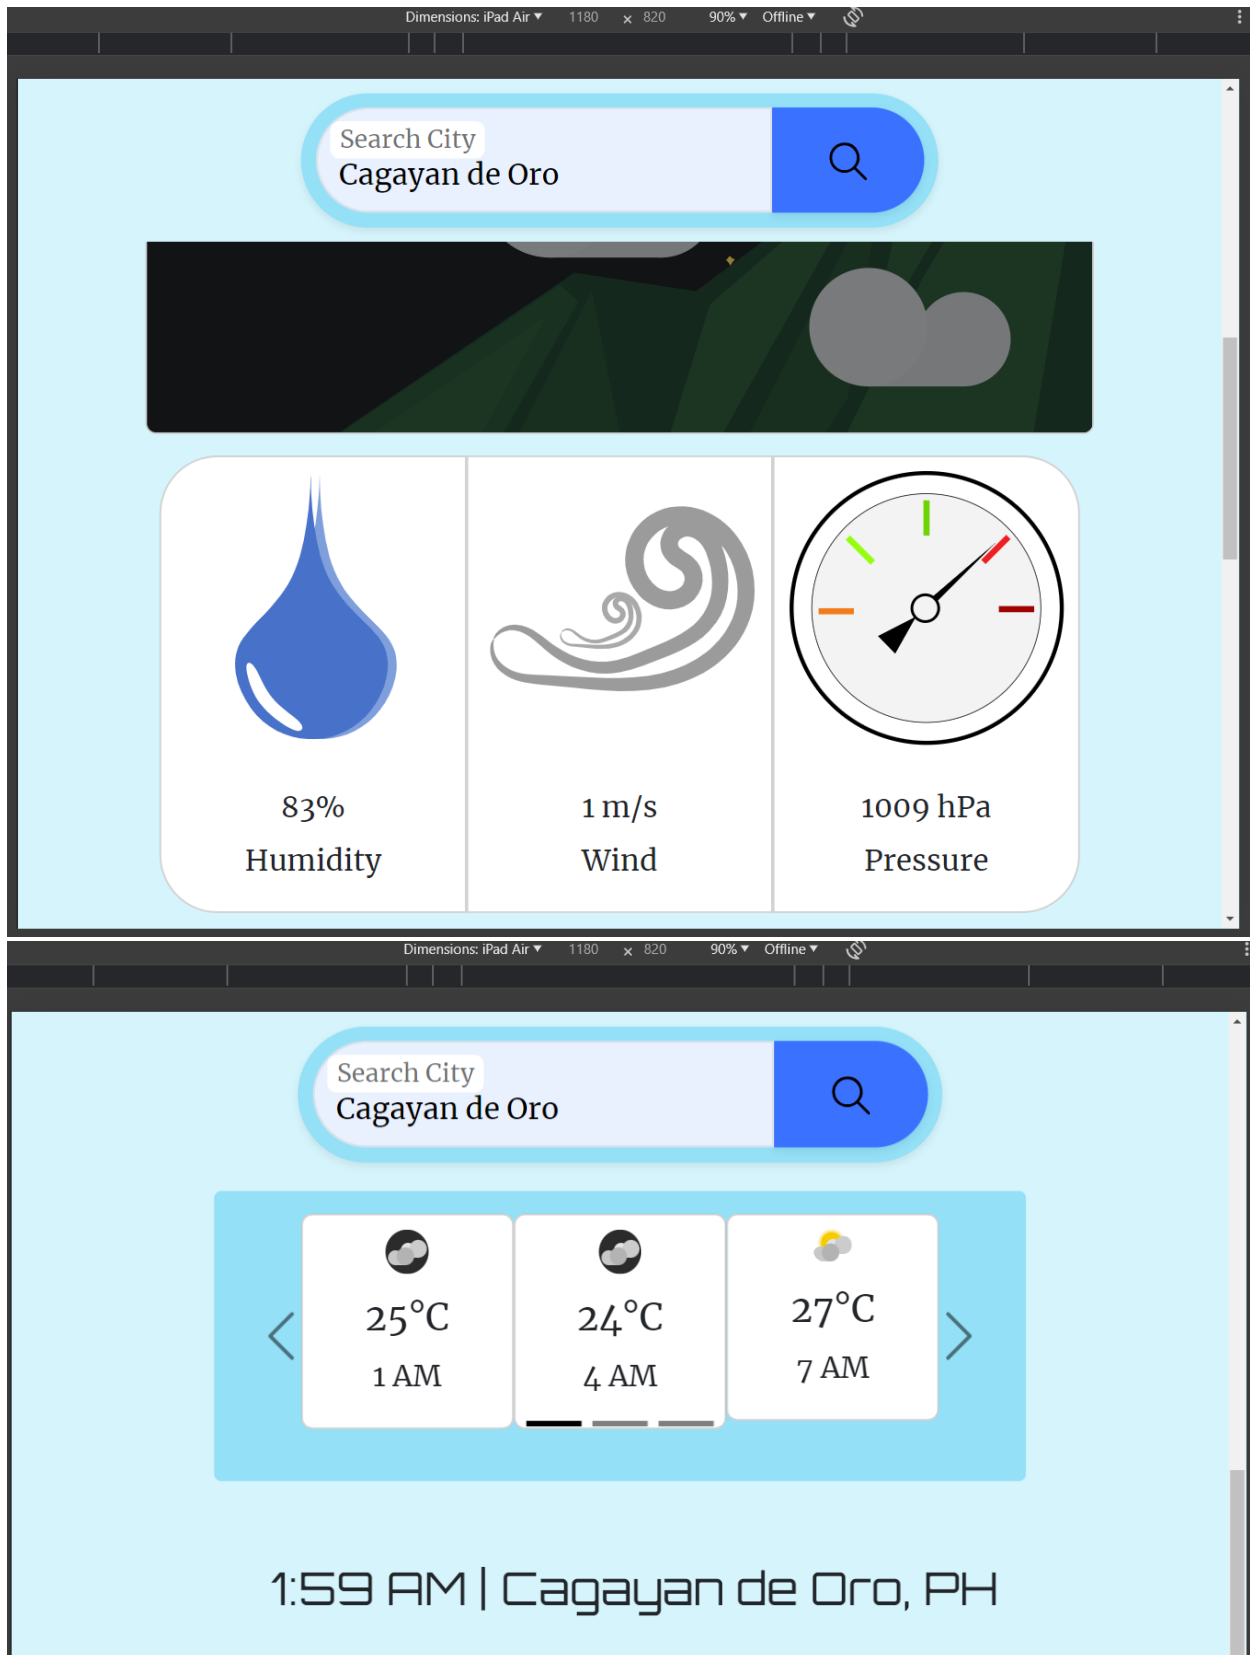 Dimensions: iPad Air ▼ 1180 × 820 90% ▼ Offline ▼
Search City
Cagayan de Oro
83% 1 m/s 1009 hPa
Humidity Wind Pressure
Dimensions: iPad Air ▼ 1180 × 820 90% ▼ Offline ▼
Search City
Cagayan de Oro
25°C 24°C 27°C
1 AM 4 AM 7 AM
1:59 AM | Cagayan de Oro, PH